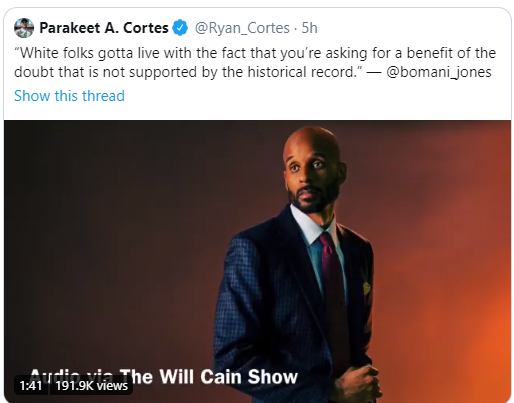 Parakeet A. Cortes @Ryan_Cortes · 5h
“White folks gotta live with the fact that you’re asking for a benefit of the
doubt that is not supported by the historical record.” — @bomani_jones
Show this thread
Audio via The Will Cain Show
1:41 191.9K views